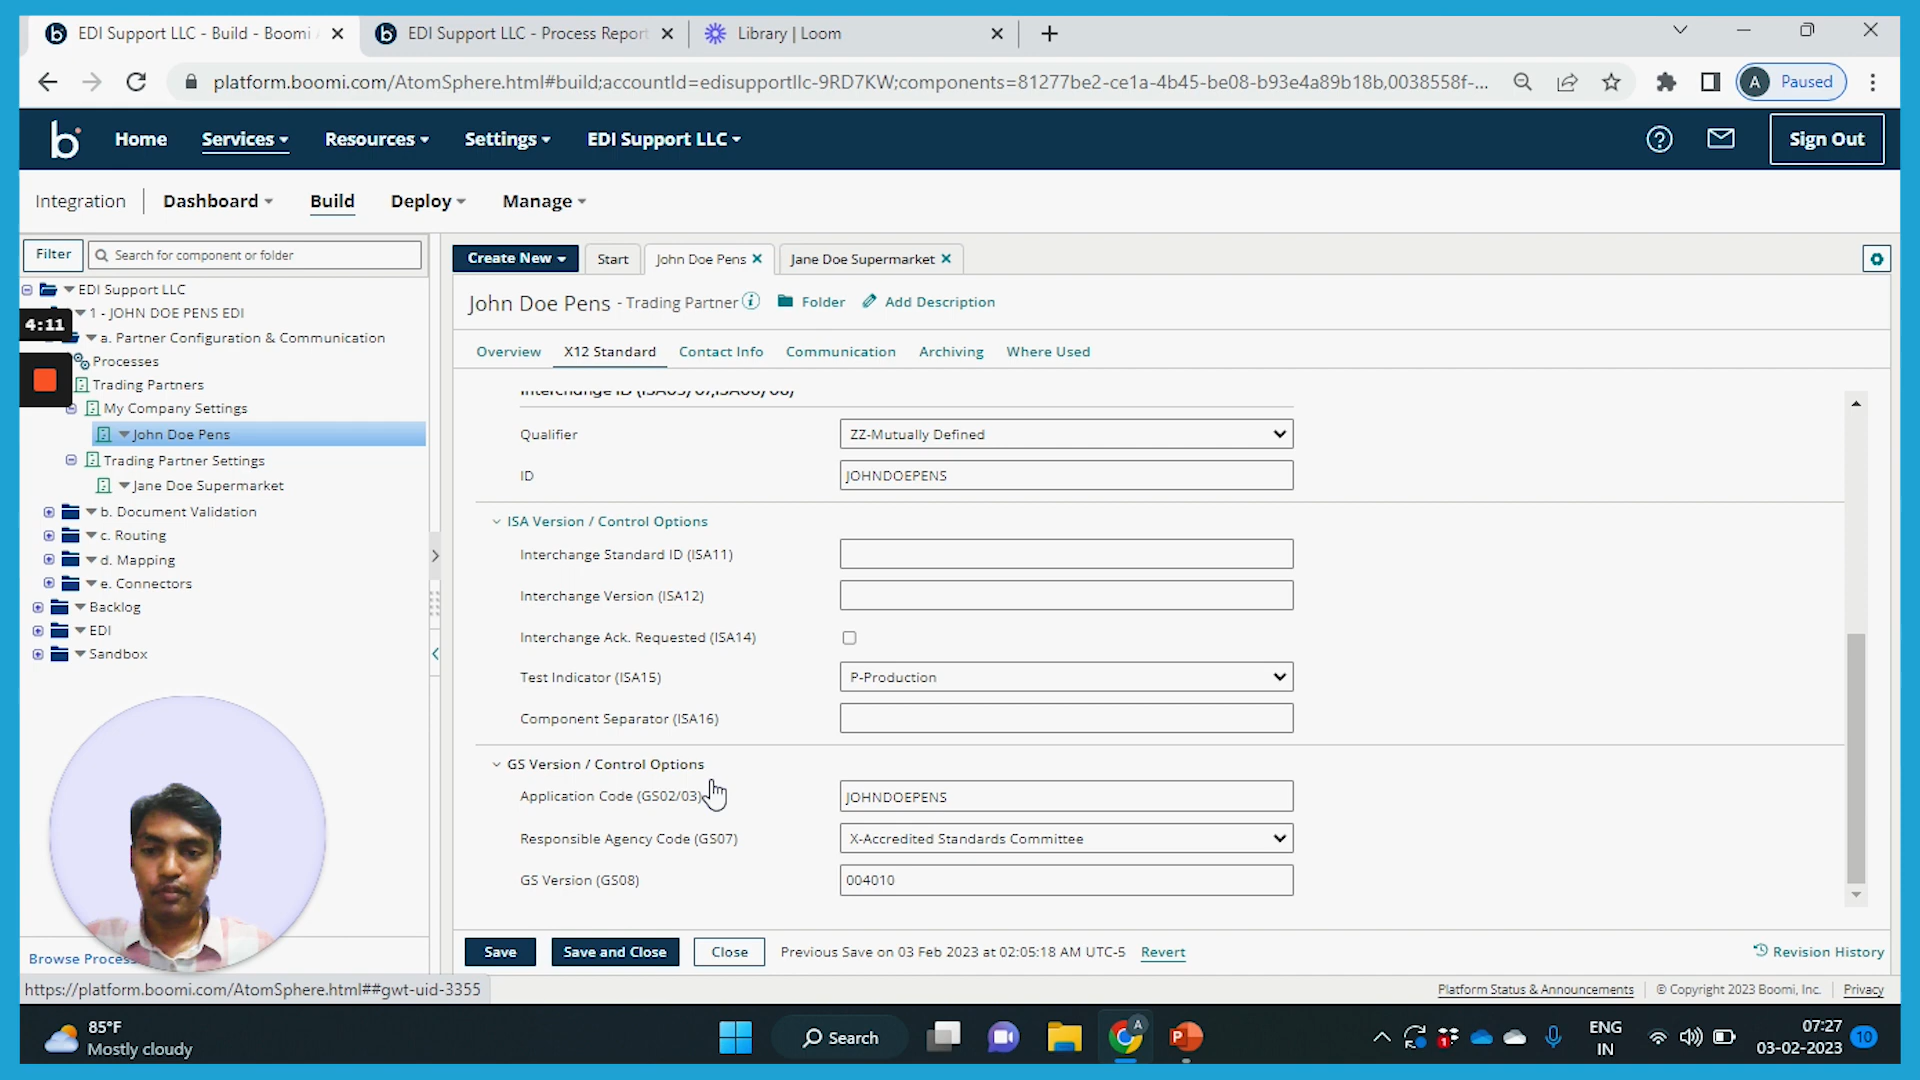 EDI Support LLC - Build - Boomi
EDI Support LLC - Process Report
Library | Loom
platform.boomi.com/AtomSphere.html#build;accountId=edisupportllc-9RD7KW;components=81277be2-ce1a-4b45-be08-b93e4a89b18b,0038558f-...
A Paused
Home Services Resources Settings EDI Support LLC
Sign Out
Integration Dashboard Build Deploy Manage
Filter
Search for component or folder
Create New
Start
John Doe Pens
Jane Doe Supermarket
EDI Support LLC
1 - JOHN DOE PENS EDI
4:11
a. Partner Configuration & Communication
Processes
Trading Partners
My Company Settings
John Doe Pens
Trading Partner Settings
Jane Doe Supermarket
b. Document Validation
c. Routing
d. Mapping
e. Connectors
Backlog
EDI
Sandbox
John Doe Pens - Trading Partner
Folder
Add Description
Overview X12 Standard Contact Info Communication Archiving Where Used
Interchange ID (ISA05/07,ISA06/08)
Qualifier ZZ-Mutually Defined
ID JOHNDOEPENS
ISA Version / Control Options
Interchange Standard ID (ISA11)
Interchange Version (ISA12)
Interchange Ack. Requested (ISA14)
Test Indicator (ISA15) P-Production
Component Separator (ISA16)
GS Version / Control Options
Application Code (GS02/03) JOHNDOEPENS
Responsible Agency Code (GS07) X-Accredited Standards Committee
GS Version (GS08) 004010
Save
Save and Close
Close
Previous Save on 03 Feb 2023 at 02:05:18 AM UTC-5 Revert
Revision History
Browse Process
https://platform.boomi.com/AtomSphere.html##gwt-uid-3355
Platform Status & Announcements
© Copyright 2023 Boomi, Inc.
Privacy
85°F
Mostly cloudy
Search
A
1
ENG
IN
07:27
03-02-2023
10